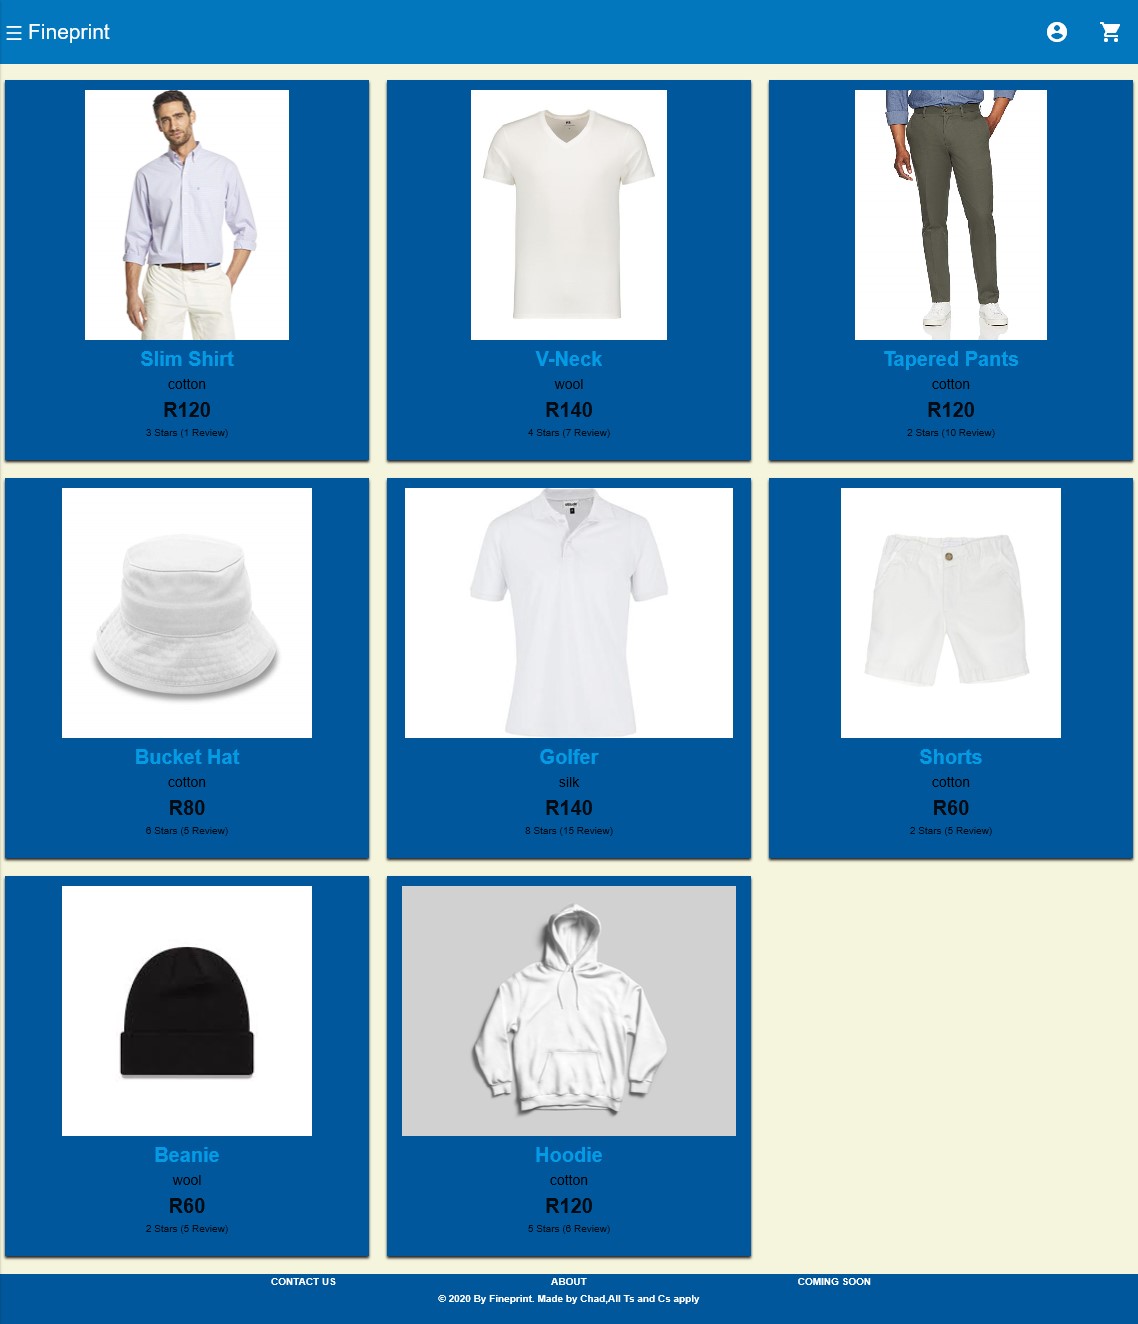 Fineprint
Slim Shirt
cotton
R120
3 Stars (1 Review)
V-Neck
wool
R140
4 Stars (7 Review)
Tapered Pants
cotton
R120
2 Stars (10 Review)
Bucket Hat
cotton
R80
6 Stars (5 Review)
Golfer
silk
R140
8 Stars (15 Review)
Shorts
cotton
R60
2 Stars (5 Review)
Beanie
wool
R60
2 Stars (5 Review)
Hoodie
cotton
R120
5 Stars (6 Review)
CONTACT US
ABOUT
COMING SOON
© 2020 By Fineprint. Made by Chad,All Ts and Cs apply